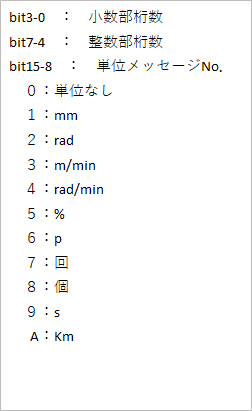 bit3-0 ： 小数部桁数
bit7-4 ： 整数部桁数
bit15-8 ： 単位メッセージNo.
0：単位なし
1：mm
2：rad
3：m/min
4：rad/min
5：%
6：p
7：回
8：個
9：s
A：Km